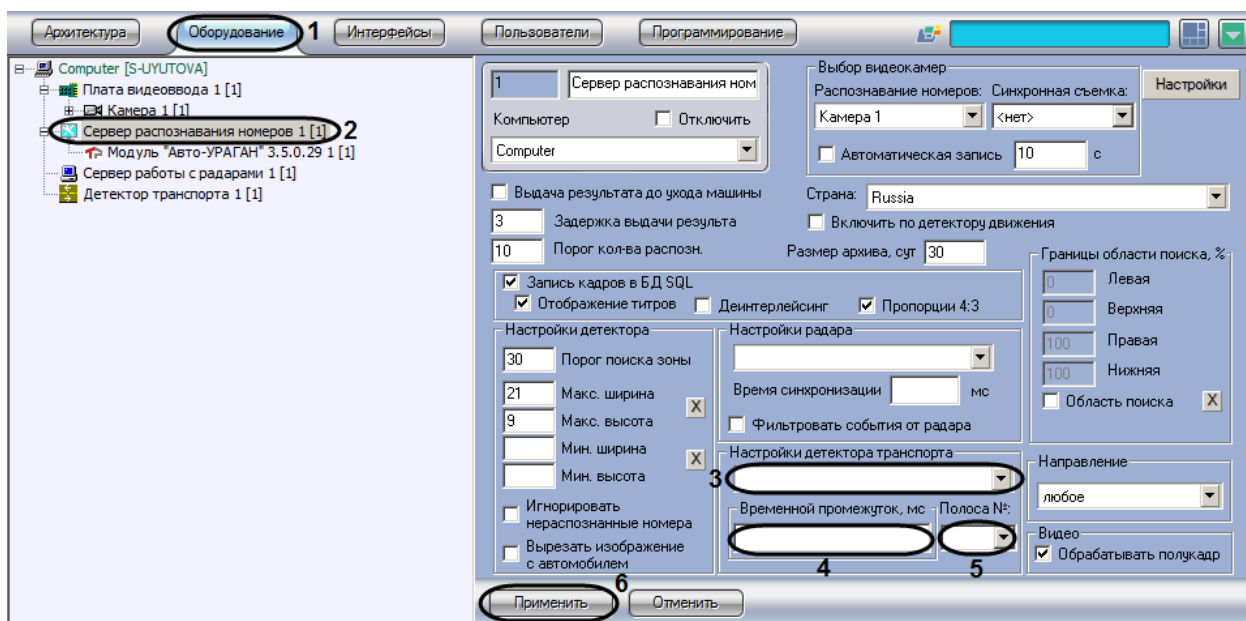 Архитектура
Оборудование
1
Интерфейсы
Пользователи
Программирование
Computer [S-UYUTOVA]
Плата видеоввода 1 [1]
Камера 1 [1]
Сервер распознавания номеров 1 [1]
2
Модуль "Авто-УРАГАН" 3.5.0.29 1 [1]
Сервер работы с радарами 1 [1]
Детектор транспорта 1 [1]
1
Сервер распознавания ном
Компьютер
Отключить
Computer
Выбор видеокамер
Распознавание номеров:
Синхронная съемка:
Камера 1
<нет>
Автоматическая запись
10
с
Настройки
Выдача результата до ухода машины
3
Задержка выдачи результа
10
Порог кол-ва распозн.
Страна:
Russia
Включить по детектору движения
Размер архива, сут
30
Запись кадров в БД SQL
Отображение титров
Деинтерлейсинг
Пропорции 4:3
Границы области поиска, %
0
Левая
0
Верхняя
100
Правая
100
Нижняя
Область поиска
X
Настройки детектора
30
Порог поиска зоны
21
Макс. ширина
9
Макс. высота
X
Мин. ширина
Мин. высота
X
Игнорировать
нераспознанные номера
Вырезать изображение
с автомобилем
Настройки радара
Время синхронизации
мс
Фильтровать события от радара
Настройки детектора транспорта
3
Временной промежуток, мс
4
Полоса №:
5
Направление
любое
Видео
Обрабатывать полукадр
6
Применить
Отменить